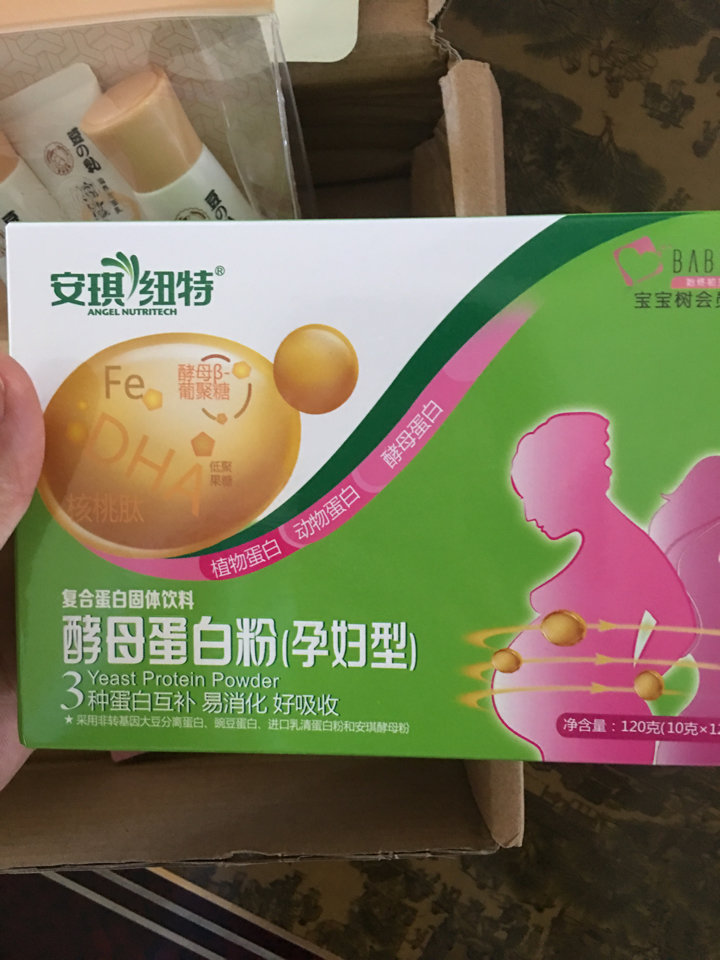 安琪纽特®
ANGEL NUTRITECH
BAB
宝宝树会员
Fe
酵母β-
葡聚糖
DHA
低聚
果糖
核桃肽
植物蛋白 动物蛋白 酵母蛋白
复合蛋白固体饮料
酵母蛋白粉(孕妇型)
Yeast Protein Powder
3种蛋白互补 易消化 好吸收
★采用非转基因大豆分离蛋白、豌豆蛋白、进口乳清蛋白粉和安琪酵母粉
净含量：120克(10克×12